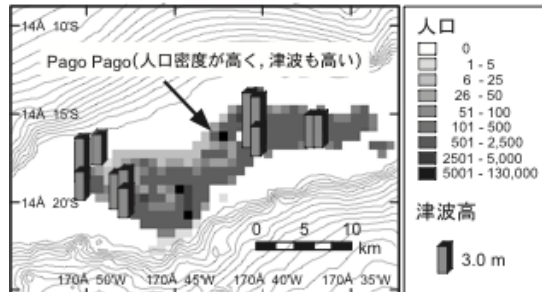 14Â 10'S
Pago Pago(人口密度が高く，津波も高い)
14Â 15'S
14Â 20'S
0 5 10
km
170Â 50'W 170Â 45'W 170Â 40'W 170Â 35'W
人口
0
1 - 5
6 - 25
26 - 50
51 - 100
101 - 500
501 - 2,500
2501 - 5,000
5001 - 130,000
津波高
3.0 m